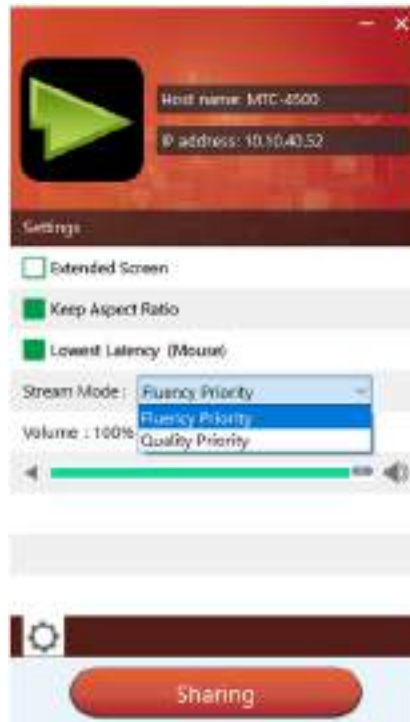 Host name: MTC-4500
IP address: 10.10.40.52
Settings
Extended Screen
Keep Aspect Ratio
Lowest Latency (Mouse)
Stream Mode : Fluency Priority
Fluency Priority
Volume : 100%
Quality Priority
Sharing